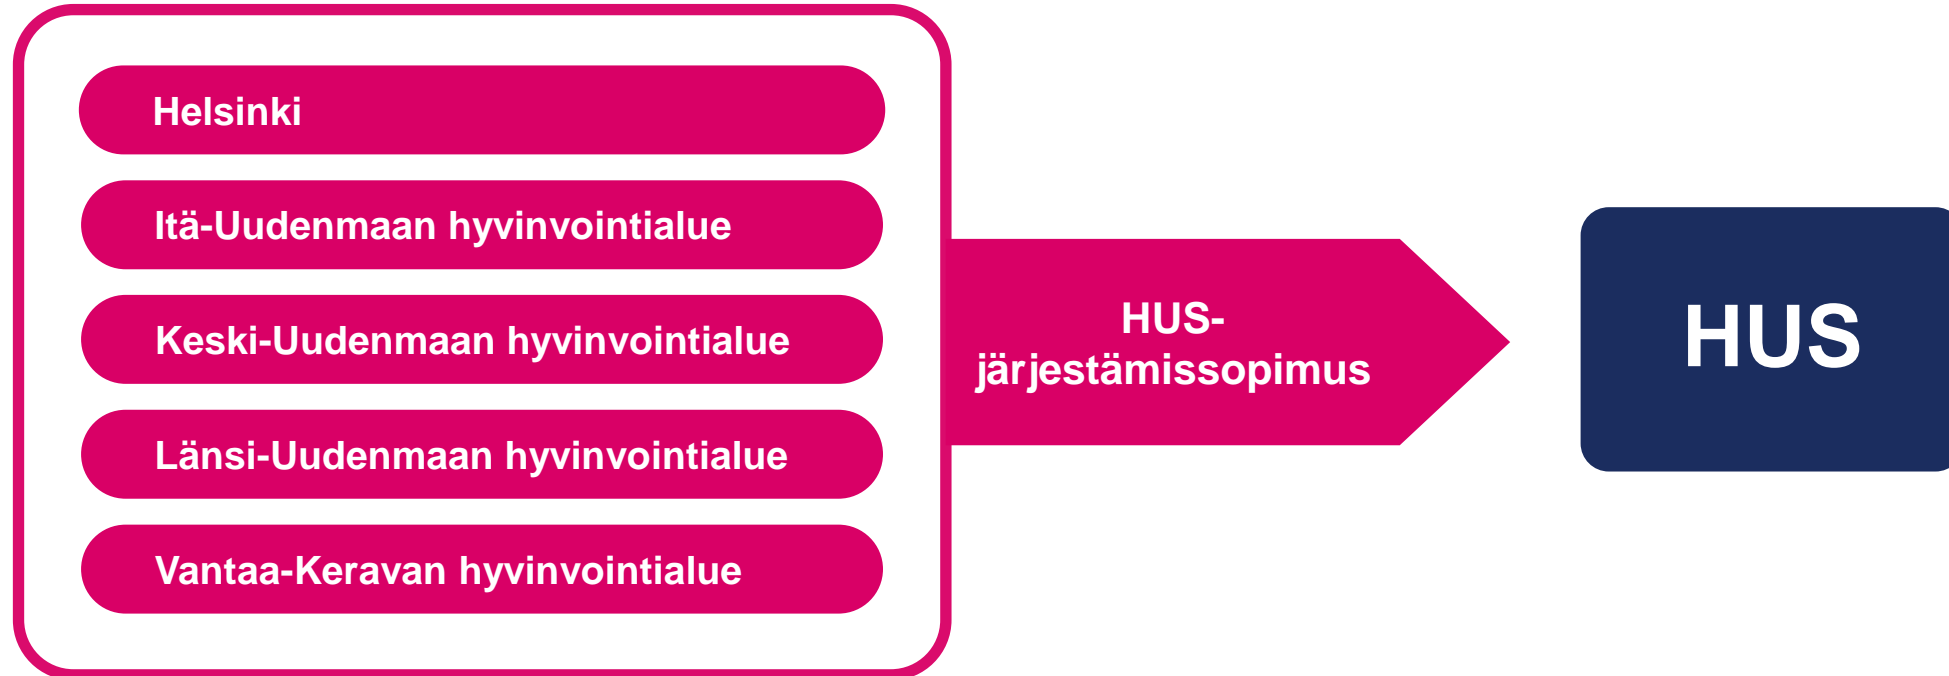 Helsinki
Itä-Uudenmaan hyvinvointialue
Keski-Uudenmaan hyvinvointialue
Länsi-Uudenmaan hyvinvointialue
Vantaa-Keravan hyvinvointialue
HUS-
järjestämissopimus
HUS